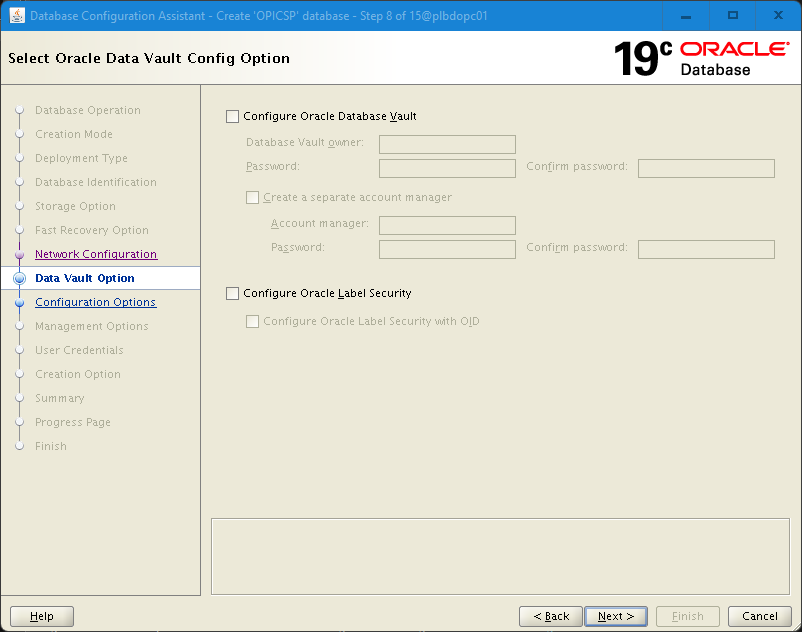 Database Configuration Assistant - Create 'OPICSP' database - Step 8 of 15@plbdopc01
Select Oracle Data Vault Config Option
19c ORACLE
Database
Database Operation
Creation Mode
Deployment Type
Database Identification
Storage Option
Fast Recovery Option
Network Configuration
Data Vault Option
Configuration Options
Management Options
User Credentials
Creation Option
Summary
Progress Page
Finish
Configure Oracle Database Vault
Database Vault owner:
Password: Confirm password:
Create a separate account manager
Account manager:
Password: Confirm password:
Configure Oracle Label Security
Configure Oracle Label Security with OID
Help < Back Next > Finish Cancel